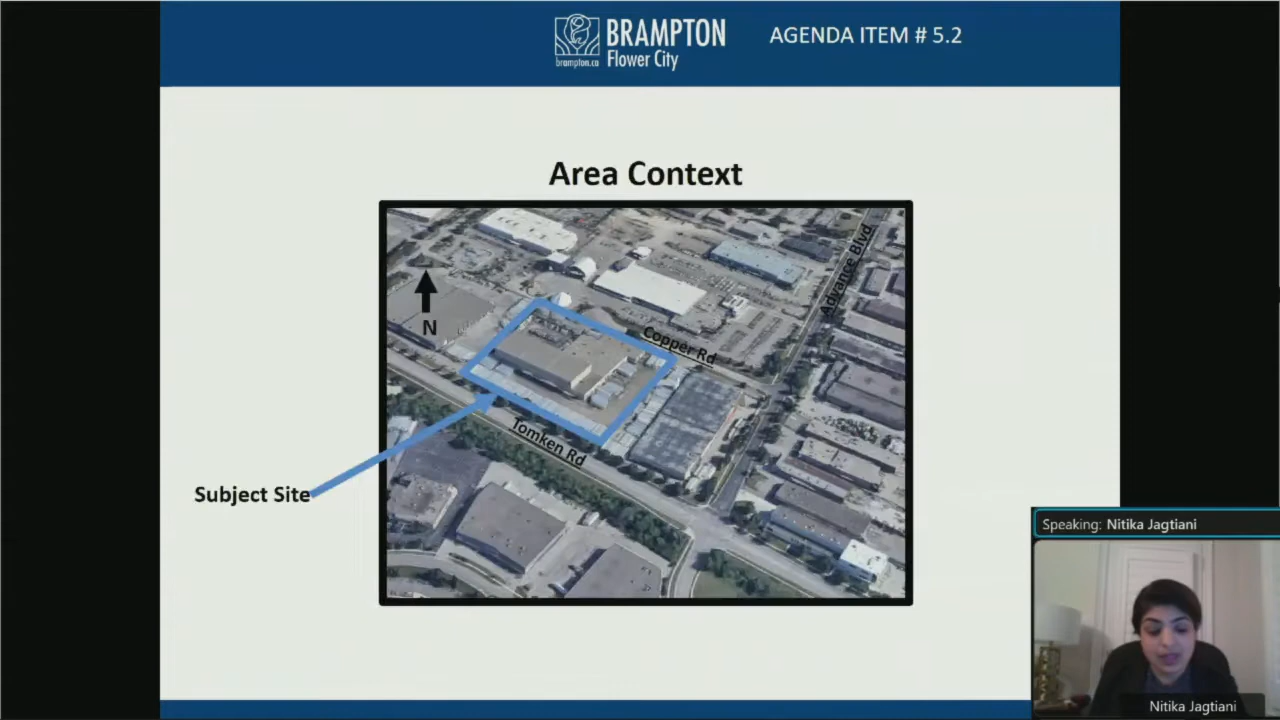 BRAMPTON
brampton.ca
Flower City
AGENDA ITEM # 5.2
Area Context
Advance Blvd
N
Copper Rd
Tomken Rd
Subject Site
Speaking: Nitika Jagtiani
Nitika Jagtiani